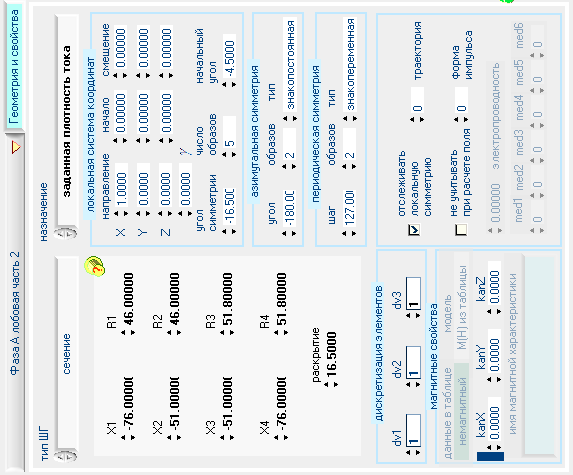 Фаза А лобовая часть 2
Геометрия и свойства
тип ШГ
назначение
сечение
заданная плотность тока
X1
R1
-76.0000
46.00000
X2
R2
-51.0000
46.00000
X3
R3
-51.0000
51.80000
X4
R4
-76.0000
51.80000
раскрытие
16.5000
локальная система координат
направление начало смещение
X 1.0000 0.00000 0.00000
Y 0.0000 0.00000 0.00000
Z 0.0000 0.00000 0.00000
0.0000 γ
угол симметрии
число образов
начальный угол
-16.500
5
-4.5000
азимутальная симметрия
угол образов тип
-180.00 2 знакопостоянная
периодическая симметрия
шаг образов тип
127.00 2 знакопеременная
дискретизация элементов
dv1 dv2 dv3
1 1 1
магнитные свойства
данные в таблице модель
немагнитный М(Н) из таблицы
kanX kanY kanZ
0.0000 0.0000 0.0000
имя магнитной характеристики
отслеживать локальную симметрию
0 траектория
не учитывать при расчете поля
0 форма импульса
0.00000 электропроводность
med1 med2 med3 med4 med5 med6
0 0 0 0 0 0